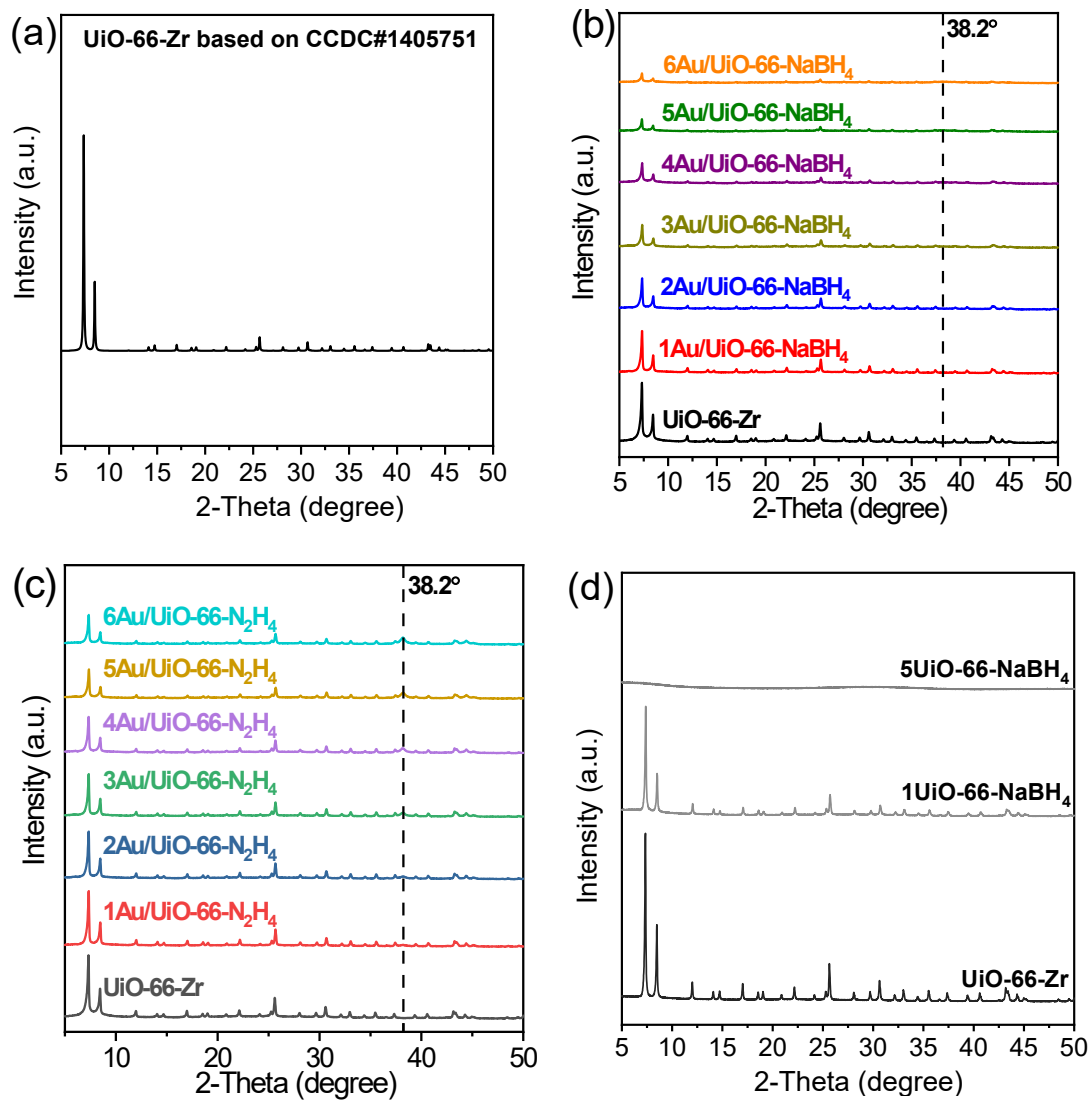 (a)
UiO-66-Zr based on CCDC#1405751
Intensity (a.u.)
5 10 15 20 25 30 35 40 45 50
2-Theta (degree)
(b)
38.2°
6Au/UiO-66-NaBH₄
5Au/UiO-66-NaBH₄
4Au/UiO-66-NaBH₄
3Au/UiO-66-NaBH₄
2Au/UiO-66-NaBH₄
1Au/UiO-66-NaBH₄
UiO-66-Zr
Intensity (a.u.)
5 10 15 20 25 30 35 40 45 50
2-Theta (degree)
(c)
38.2°
6Au/UiO-66-N₂H₄
5Au/UiO-66-N₂H₄
4Au/UiO-66-N₂H₄
3Au/UiO-66-N₂H₄
2Au/UiO-66-N₂H₄
1Au/UiO-66-N₂H₄
UiO-66-Zr
Intensity (a.u.)
10 20 30 40 50
2-Theta (degree)
(d)
5UiO-66-NaBH₄
1UiO-66-NaBH₄
UiO-66-Zr
Intensity (a.u.)
5 10 15 20 25 30 35 40 45 50
2-Theta (degree)